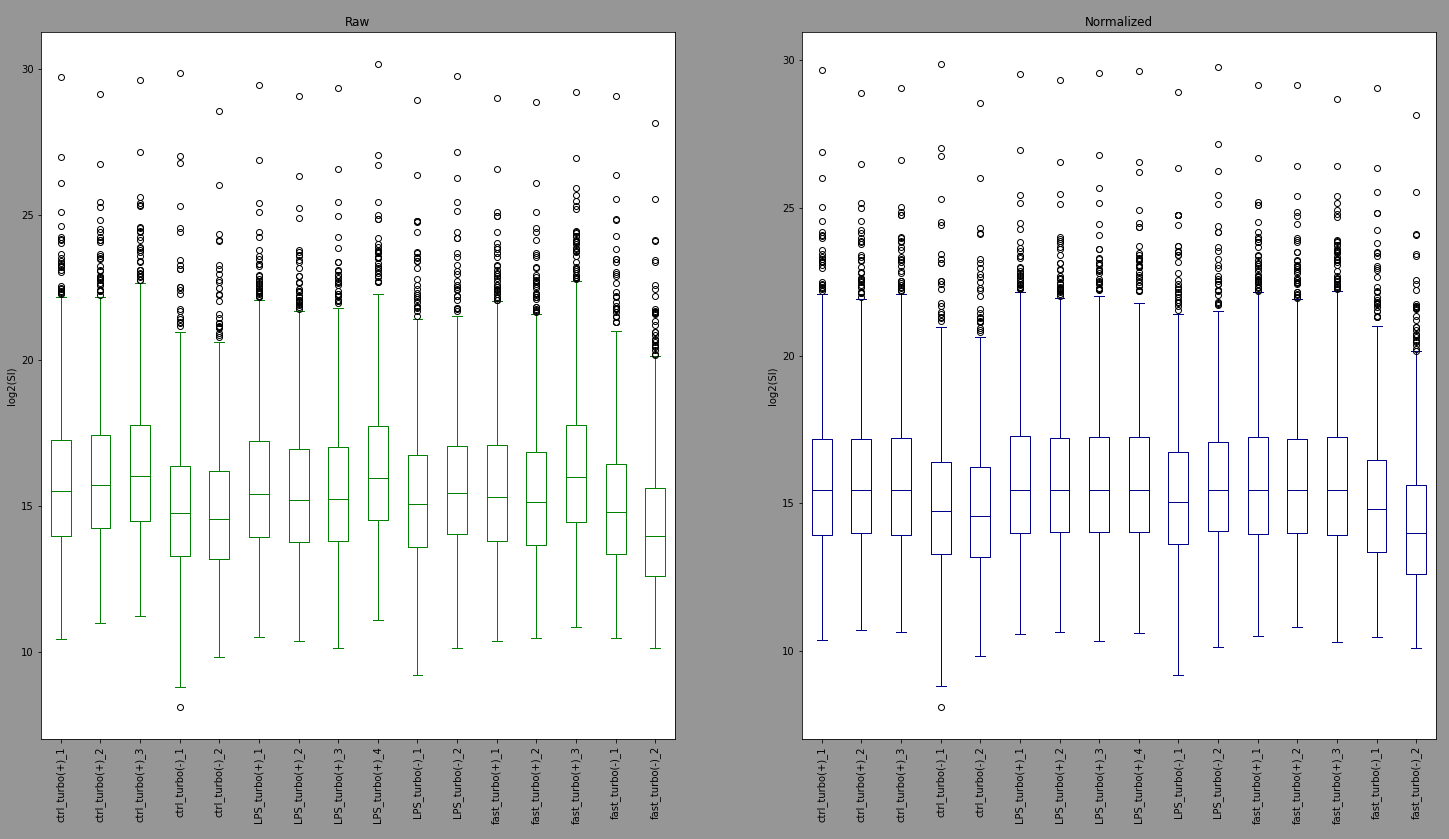 Raw
30
25
20
15
10
log2(SI)
ctrl_turbo(+)_1
ctrl_turbo(+)_2
ctrl_turbo(+)_3
ctrl_turbo(-)_1
ctrl_turbo(-)_2
LPS_turbo(+)_1
LPS_turbo(+)_2
LPS_turbo(+)_3
LPS_turbo(+)_4
LPS_turbo(-)_1
LPS_turbo(-)_2
fast_turbo(+)_1
fast_turbo(+)_2
fast_turbo(+)_3
fast_turbo(-)_1
fast_turbo(-)_2
Normalized
30
25
20
15
10
log2(SI)
ctrl_turbo(+)_1
ctrl_turbo(+)_2
ctrl_turbo(+)_3
ctrl_turbo(-)_1
ctrl_turbo(-)_2
LPS_turbo(+)_1
LPS_turbo(+)_2
LPS_turbo(+)_3
LPS_turbo(+)_4
LPS_turbo(-)_1
LPS_turbo(-)_2
fast_turbo(+)_1
fast_turbo(+)_2
fast_turbo(+)_3
fast_turbo(-)_1
fast_turbo(-)_2